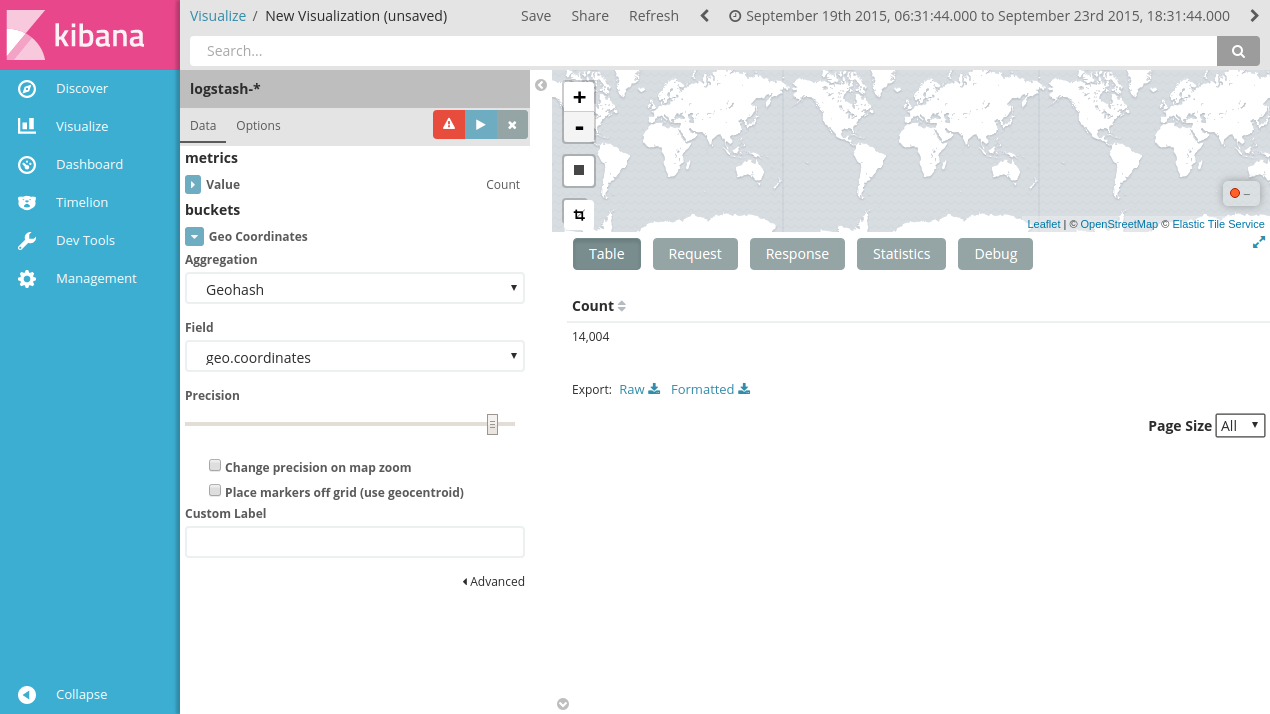 kibana
Discover
Visualize
Dashboard
Timelion
Dev Tools
Management
Collapse
Visualize / New Visualization (unsaved)
Save Share Refresh September 19th 2015, 06:31:44.000 to September 23rd 2015, 18:31:44.000
Search...
logstash-*
Data Options
metrics
Value Count
buckets
Geo Coordinates
Aggregation
Geohash
Field
geo.coordinates
Precision
Change precision on map zoom
Place markers off grid (use geocentroid)
Custom Label
Advanced
+
-
–
Leaflet | © OpenStreetMap © Elastic Tile Service
Table Request Response Statistics Debug
Count
14,004
Export: Raw Formatted
Page Size All